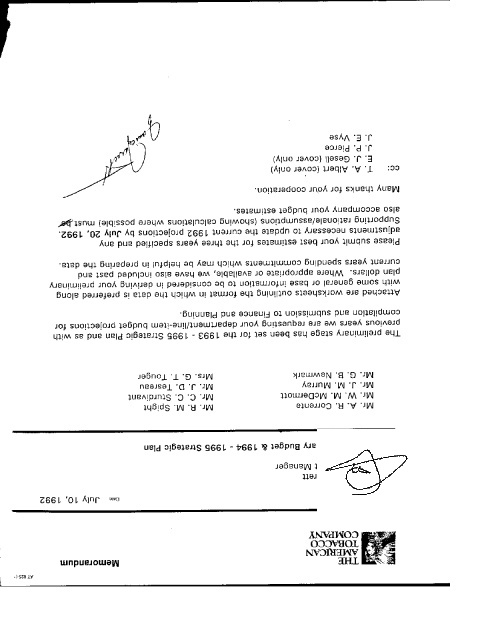 AT 825-1
Memorandum
THE
AMERICAN
TOBACCO
COMPANY
Date July 10, 1992
rett
t Manager
ary Budget & 1994 - 1995 Strategic Plan
Mr. A. R. Corrente Mr. R. M. Spight
Mr. W. M. McDermott Mr. C. C. Sturdivant
Mr. J. M. Murray Mr. J. D. Tesreau
Mr. G. B. Newmark Mrs. G. T. Tougor
The preliminary stage has been set for the 1993 - 1995 Strategic Plan and as with
previous years we are requesting your department/line-item budget projections for
compilation and submission to Finance and Planning.
Attached are worksheets outlining the format in which the data is preferred along
with some general or base information to be considered in deriving your preliminary
plan dollars. Where appropriate or available, we have also included past and
current years spending commitments which may be helpful in preparing the data.
Please submit your best estimates for the three years specified and any
adjustments necessary to update the current 1992 projections by July 20, 1992.
Supporting rationale/assumptions (showing calculations where possible) must be
also accompany your budget estimates.
Many thanks for your cooperation.
cc: T. A. Albert (cover only)
E. J. Gesell (cover only)
J. P. Pierce
J. E. Vyse